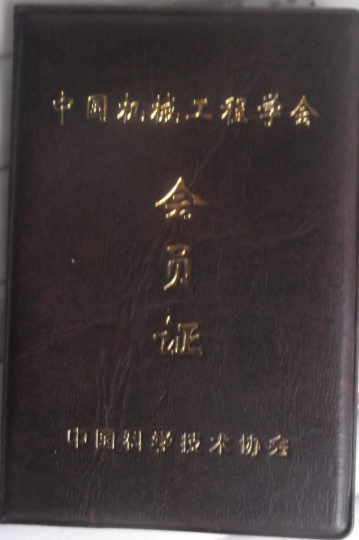 中国机械工程学会
会
员
证
中国科学技术协会